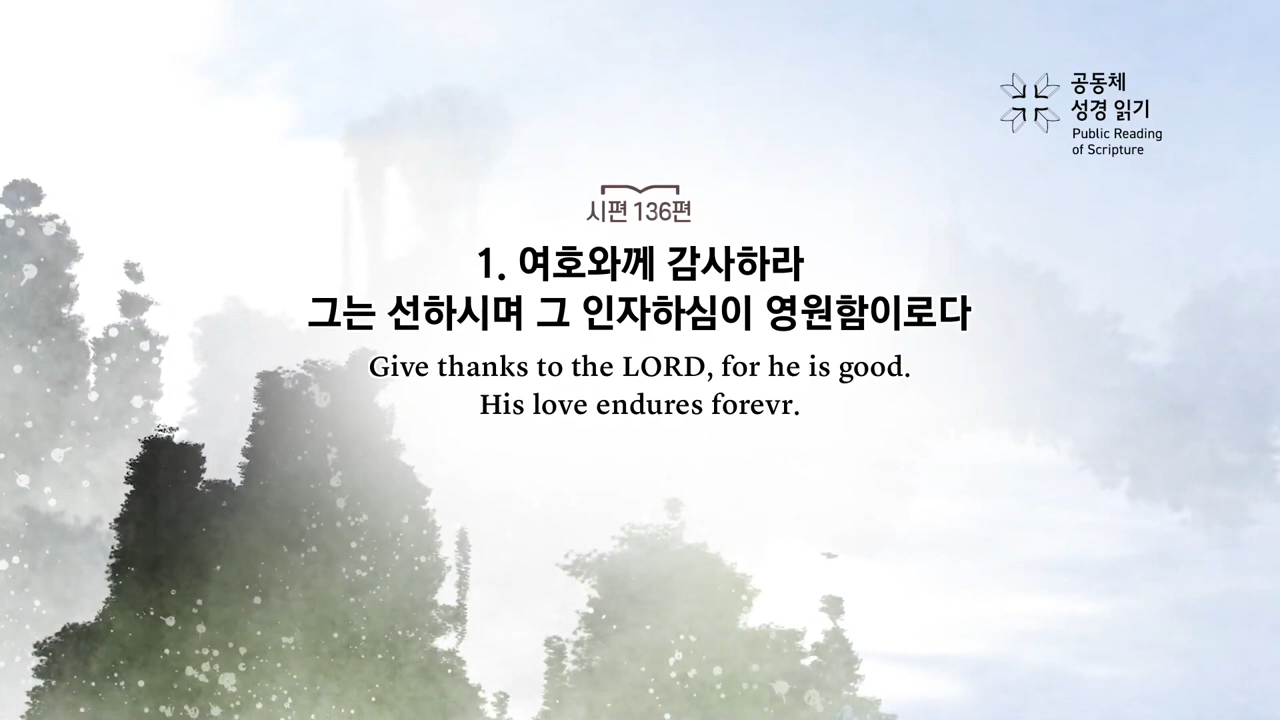 공동체
성경 읽기
Public Reading
of Scripture
시편 136편
1. 여호와께 감사하라
그는 선하시며 그 인자하심이 영원함이로다
Give thanks to the LORD, for he is good.
His love endures forevr.